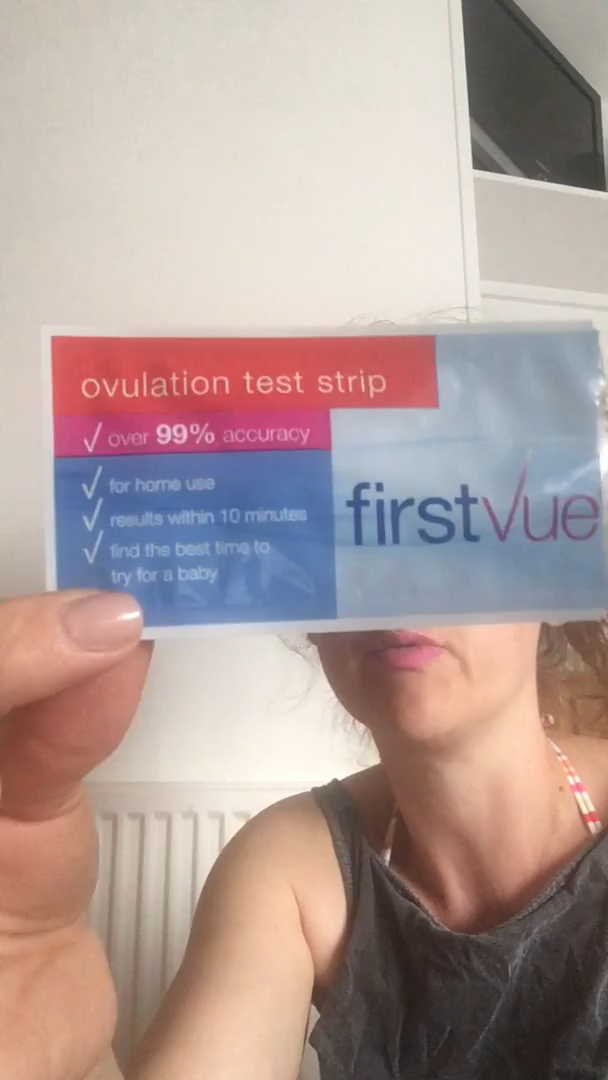 ovulation test strip
√ over 99% accuracy
√ for home use
√ results within 10 minutes
√ find the best time to
try for a baby
firstvue